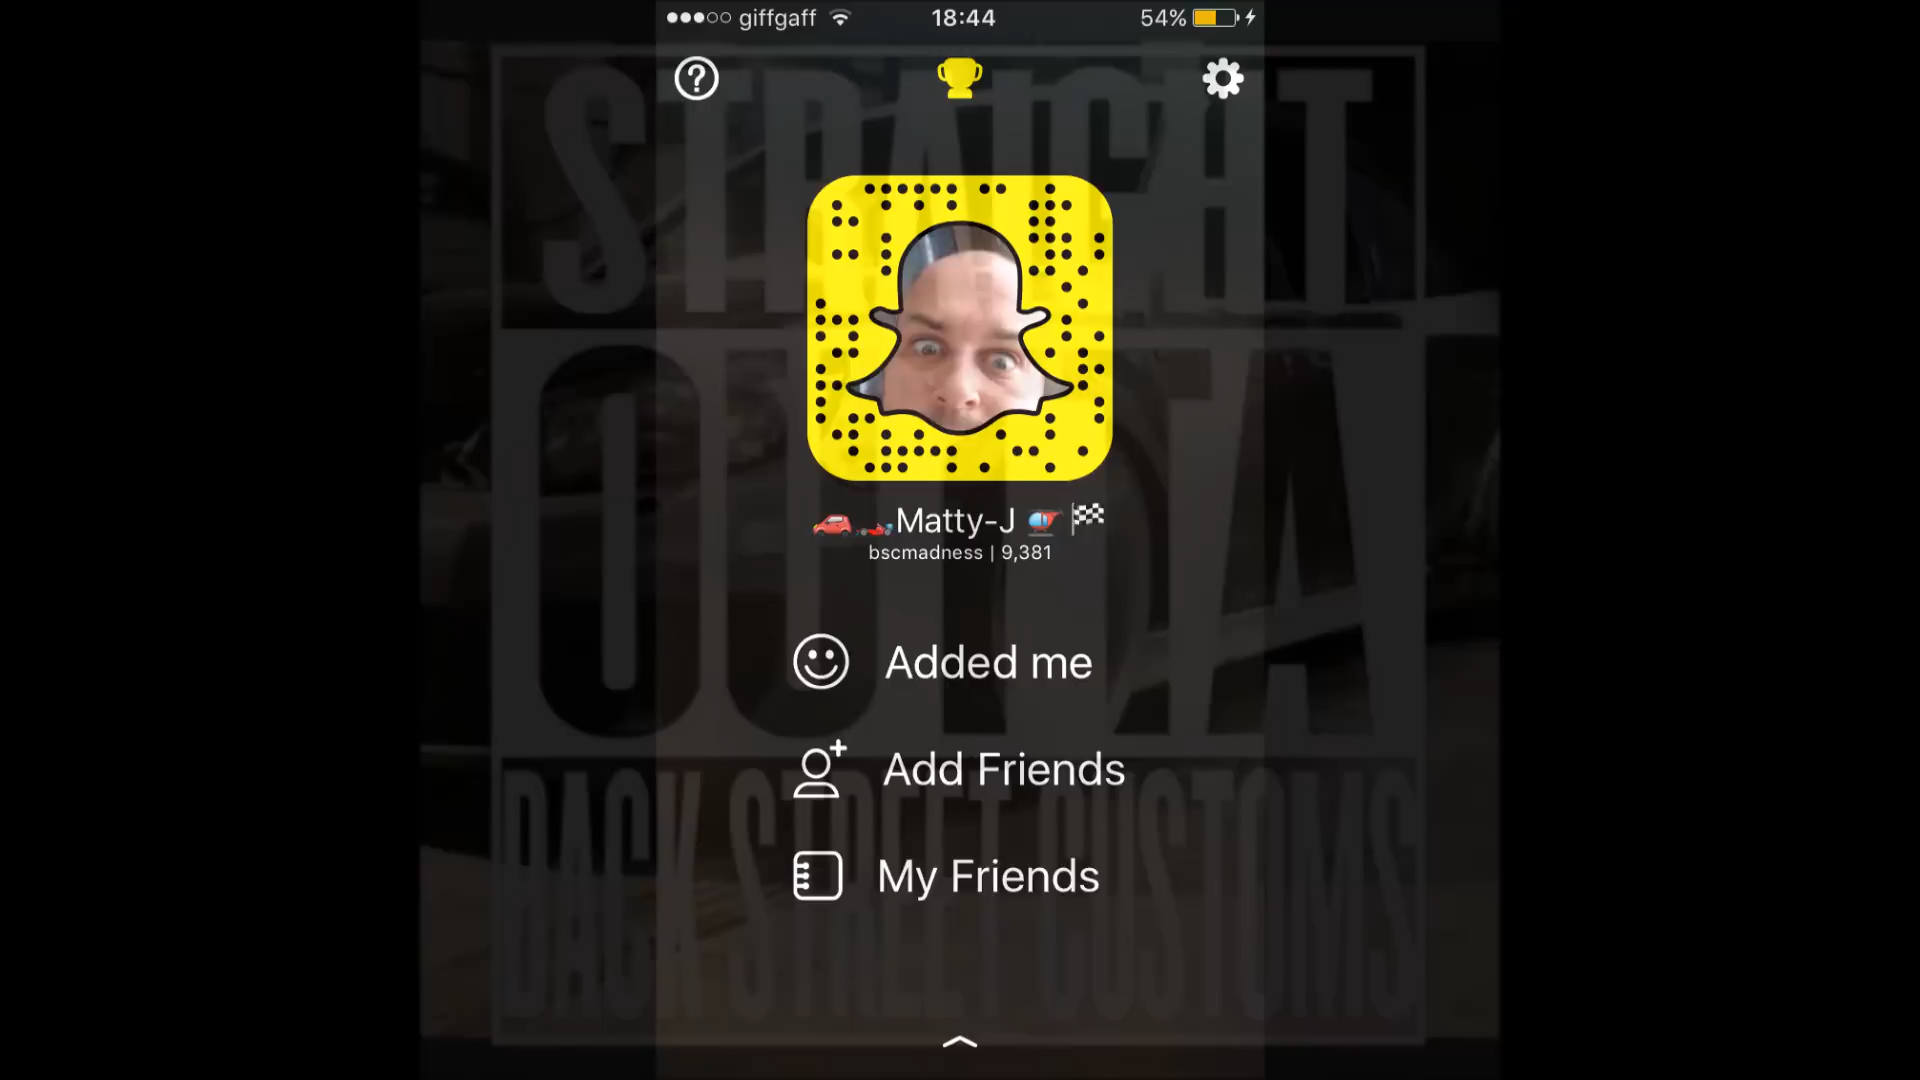 giffgaff 18:44 54%
STRAIGHT
OUTTA
BACK STREET CUSTOMS
Matty-J
bscmadness | 9,381
Added me
Add Friends
My Friends